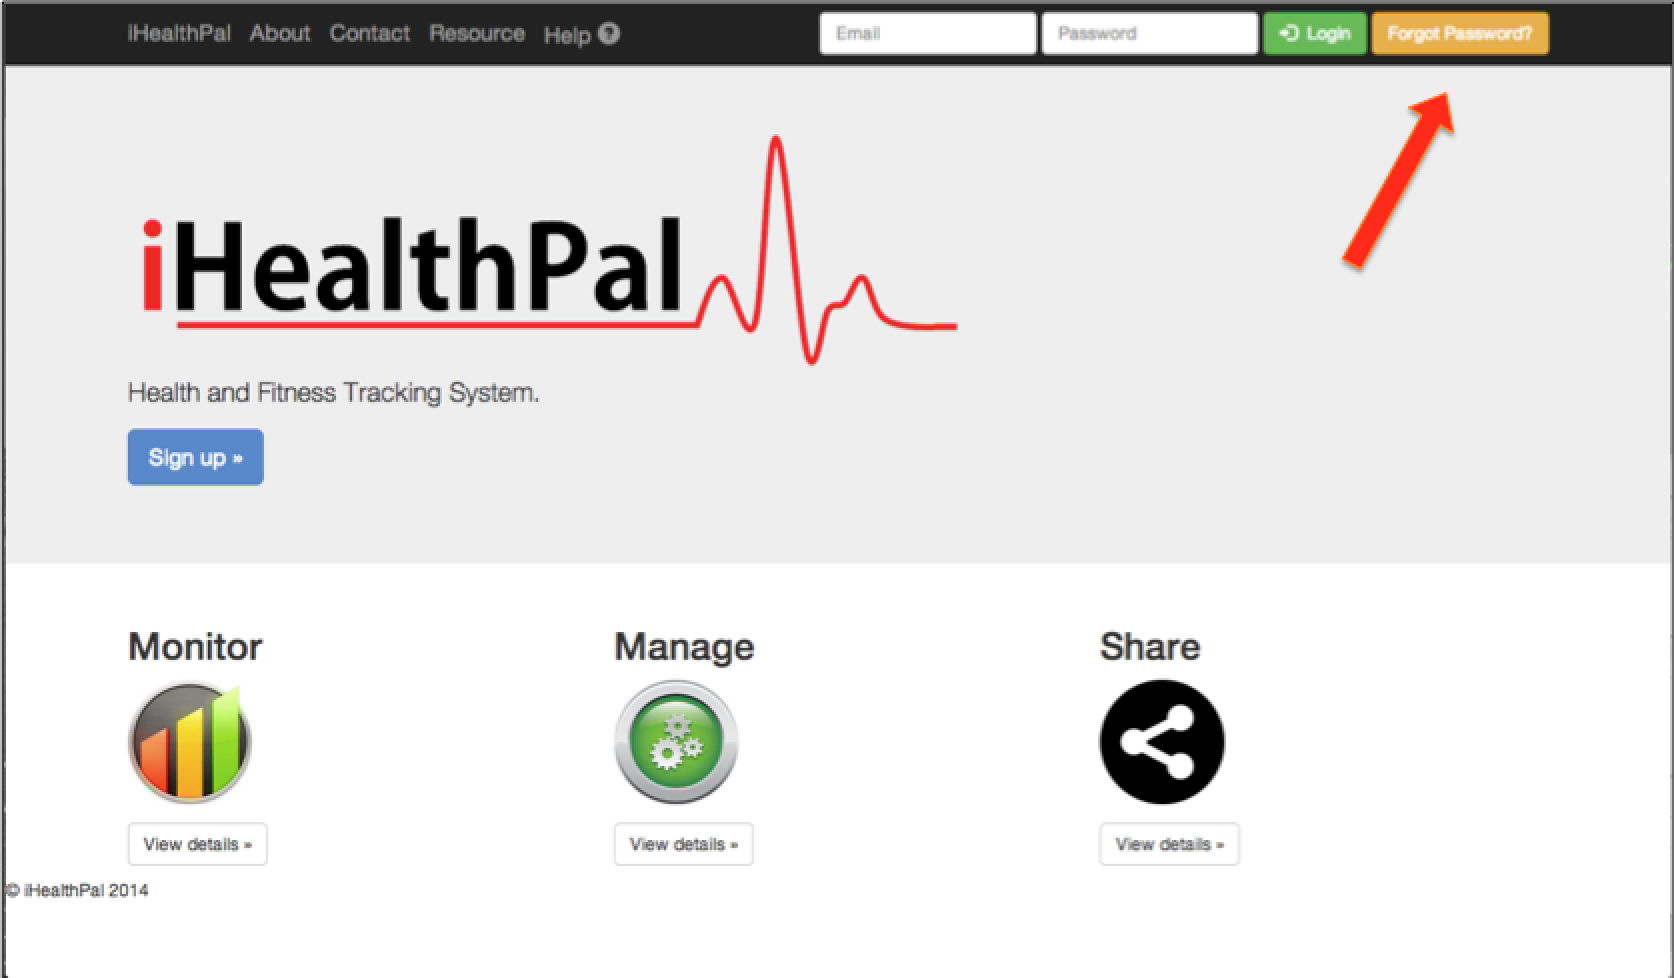 iHealthPal About Contact Resource Help ? Email Password Login Forgot Password?
iHealthPal
Health and Fitness Tracking System.
Sign up »
Monitor Manage Share
View details » View details » View details »
© iHealthPal 2014